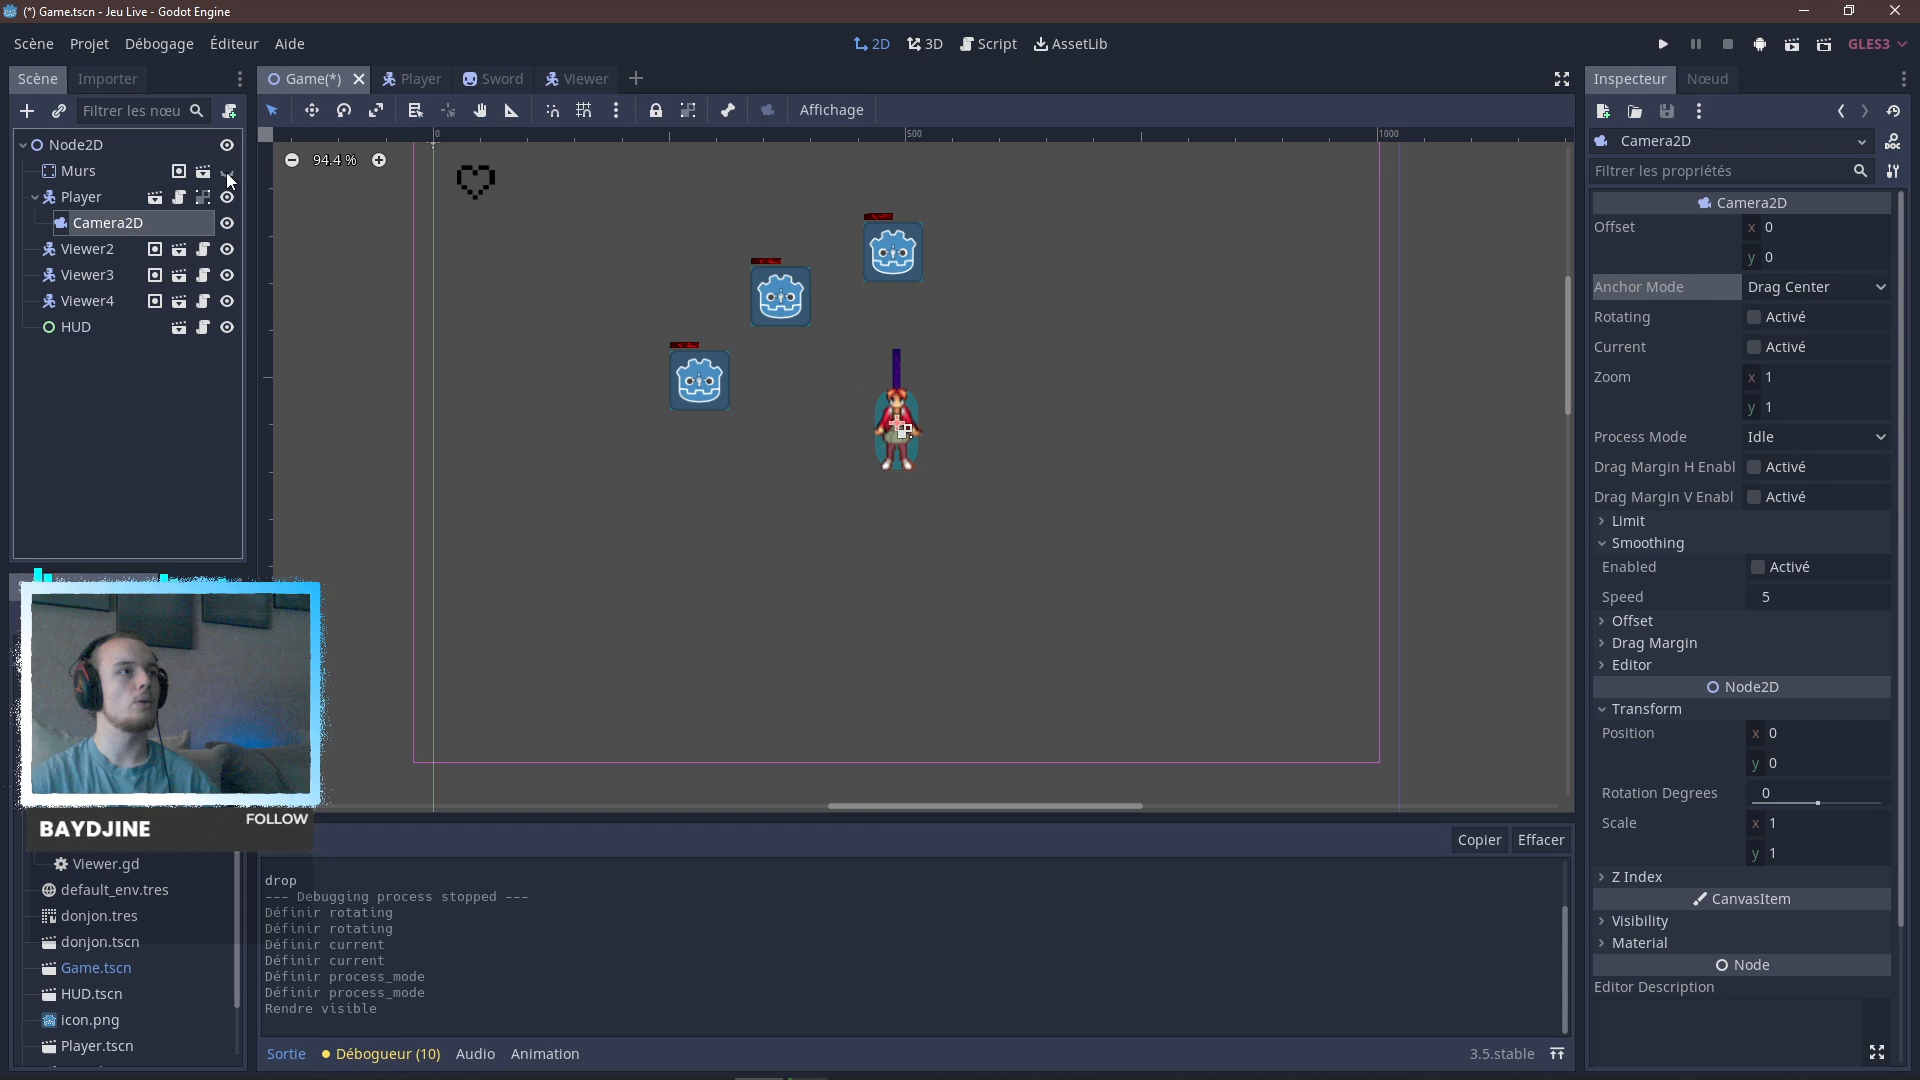 (*) Game.tscn - Jeu Live - Godot Engine
Scène Projet Débogage Éditeur Aide
2D 3D Script AssetLib
GLES3
Scène Importer
Game(*) Player Sword Viewer
Inspecteur Nœud
Filtrer les nœu
Affichage
Node2D
Murs
Player
Camera2D
Viewer2
Viewer3
Viewer4
HUD
0 500 1000
94.4 %
Camera2D
Filtrer les propriétés
Camera2D
Offset x 0
y 0
Anchor Mode Drag Center
Rotating Activé
Current Activé
Zoom x 1
y 1
Process Mode Idle
Drag Margin H Enabl Activé
Drag Margin V Enabl Activé
Limit
Smoothing
Enabled Activé
Speed 5
Offset
Drag Margin
Editor
Node2D
Transform
Position x 0
y 0
Rotation Degrees 0
Scale x 1
y 1
Z Index
CanvasItem
Visibility
Material
Node
Editor Description
BAYDJINE FOLLOW
Viewer.gd
default_env.tres
donjon.tres
donjon.tscn
Game.tscn
HUD.tscn
icon.png
Player.tscn
Copier Effacer
drop
--- Debugging process stopped ---
Définir rotating
Définir rotating
Définir current
Définir current
Définir process_mode
Définir process_mode
Rendre visible
Sortie Débogueur (10) Audio Animation
3.5.stable